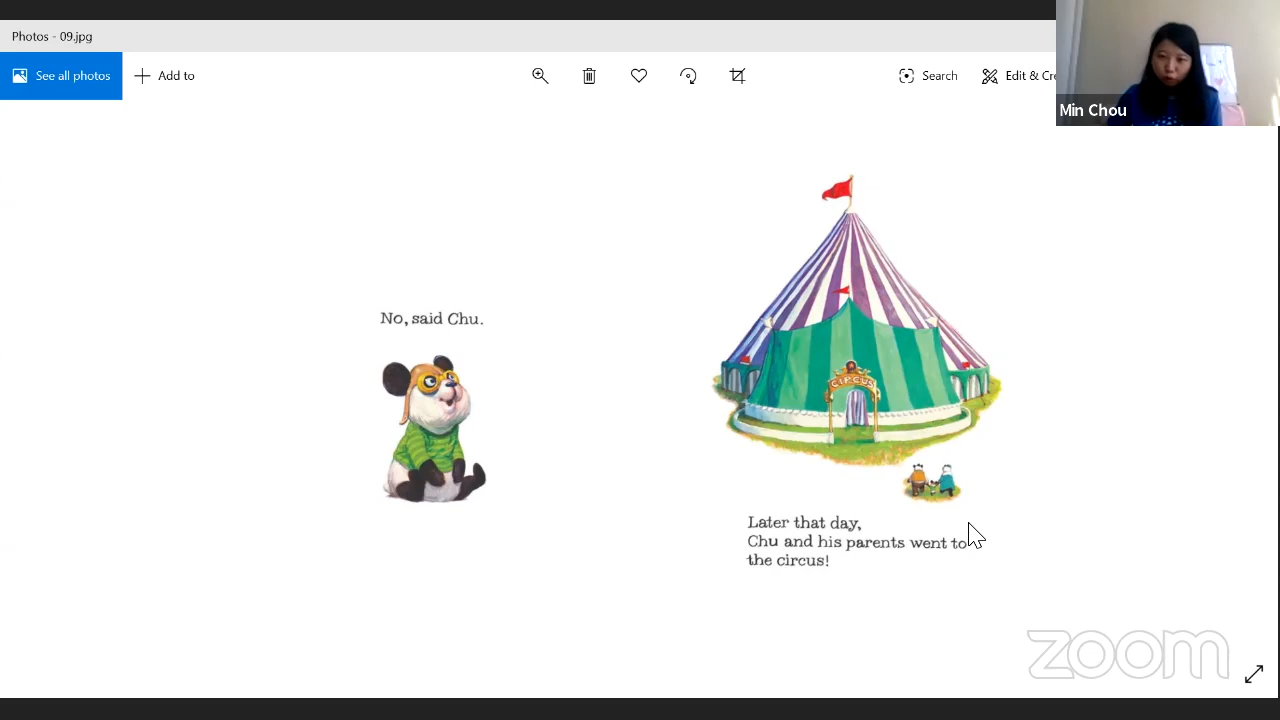 Photos - 09.jpg
See all photos
Add to
Search
Edit & Cre
Min Chou
No, said Chu.
CIRCUS
Later that day,
Chu and his parents went to
the circus!
zoom